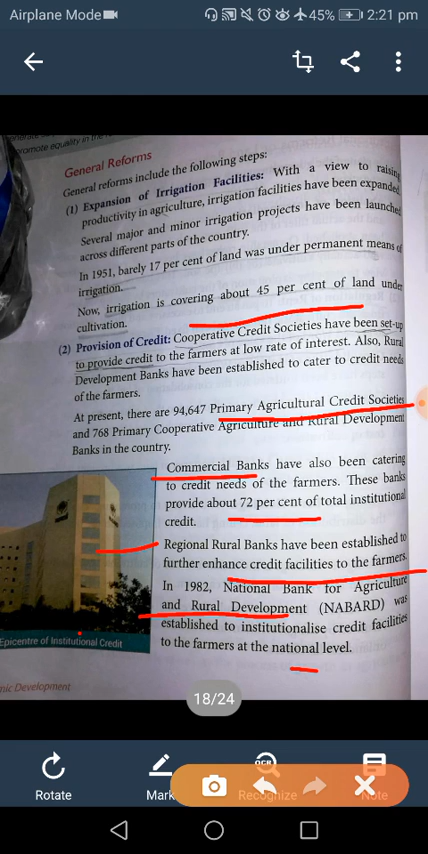 Airplane Mode
45%
2:21 pm
promote equality in the
General Reforms
General reforms include the following steps:
(1) Expansion of Irrigation Facilities: With a view to raising
productivity in agriculture, irrigation facilities have been expanded.
Several major and minor irrigation projects have been launched
across different parts of the country.
In 1951, barely 17 per cent of land was under permanent means of
irrigation.
Now, irrigation is covering about 45 per cent of land under
cultivation.
(2) Provision of Credit: Cooperative Credit Societies have been set-up
to provide credit to the farmers at low rate of interest. Also, Rural
Development Banks have been established to cater to credit needs
of the farmers.
At present, there are 94,647 Primary Agricultural Credit Societies
and 768 Primary Cooperative Agriculture and Rural Development
Banks in the country.
Commercial Banks have also been catering
to credit needs of the farmers. These banks
provide about 72 per cent of total institutional
credit.
Regional Rural Banks have been established to
further enhance credit facilities to the farmers.
In 1982, National Bank for Agriculture
and Rural Development (NABARD) was
established to institutionalise credit facilities
to the farmers at the national level.
Epicentre of Institutional Credit
mic Development
18/24
OCR
Rotate
Mark
Recognize
Note